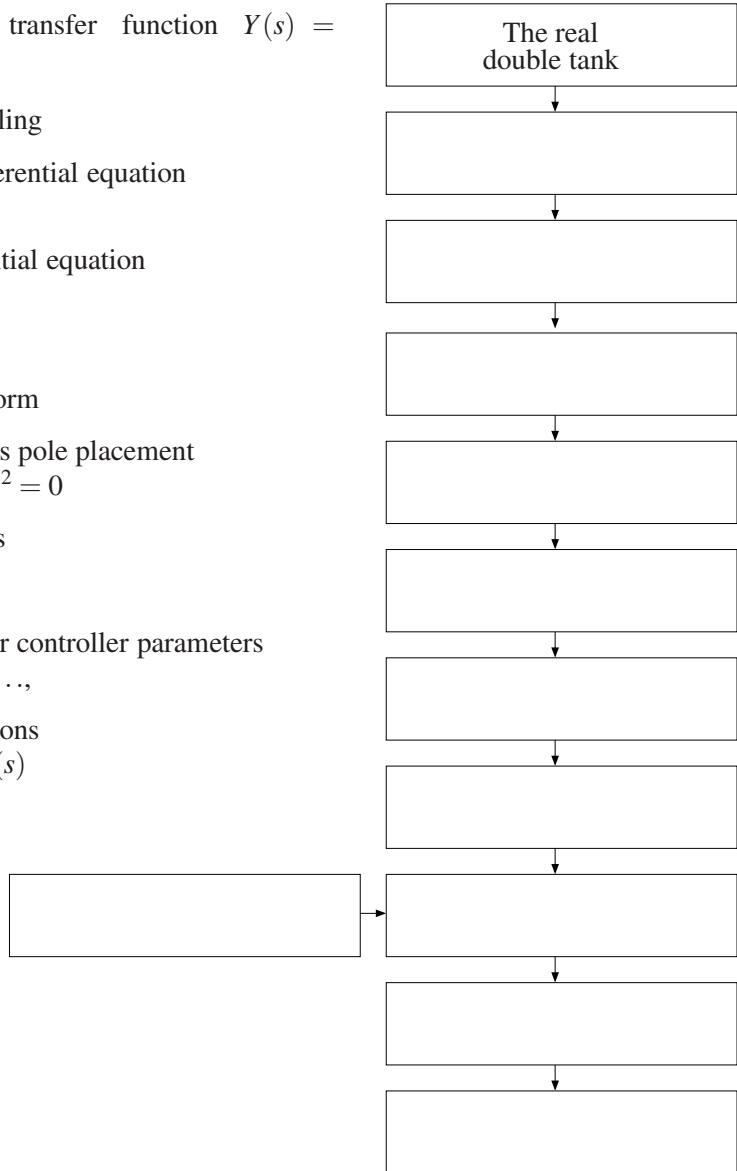 transfer function Y(s) =
ling
erential equation
tial equation
orm
s pole placement
2 = 0
s
r controller parameters
…,
ons
(s)
The real
double tank